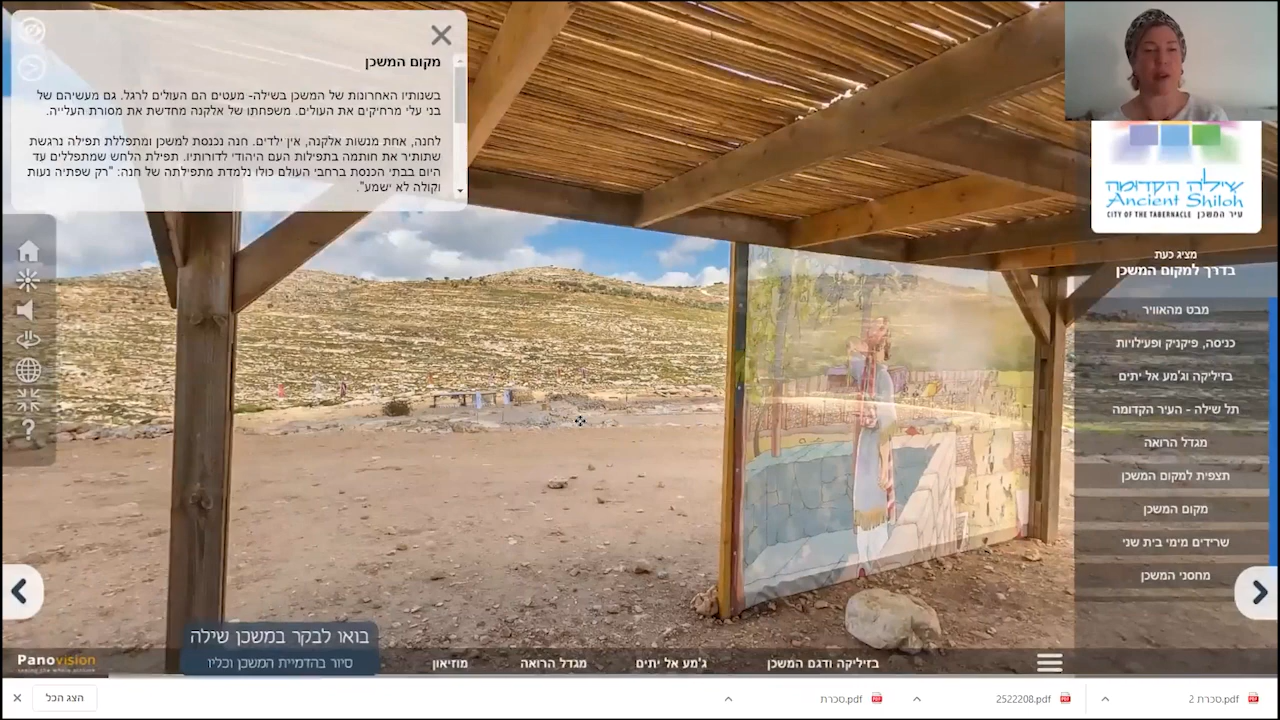 מקום המשכן
בשנותיו האחרונות של המשכן בשילה- מעטים הם העולים לרגל. גם מעשיהם של
בני עלי מרחיקים את העולים. משפחתו של אלקנה מחדשת את מסורת העלייה.
לחנה, אחת מנשות אלקנה, אין ילדים. חנה נכנסת למשכן ומתפללת תפילה נרגשת
שתותיר את חותמה בתפילות העם היהודי לדורותיו. תפילת הלחש שמתפללים עד
היום בבתי הכנסת ברחבי העולם כולו נלמדת מתפילתה של חנה: "רק שפתיה נעות
וקולה לא ישמע".
שילה הקדומה
Ancient Shiloh
CITY OF THE TABERNACLE עיר המשכן
מציג כעת
בדרך למקום המשכן
מבט מהאוויר
כניסה, פיקניק ופעילויות
בזיליקה וג'מע אל יתים
תל שילה - העיר הקדומה
מגדל הרואה
תצפית למקום המשכן
מקום המשכן
שרידים מימי בית שני
מחסני המשכן
בואו לבקר במשכן שילה
סיור בהדמיית המשכן וכליו
בזיליקה ודגם המשכן
ג'מע אל יתים
מגדל הרואה
מוזיאון
Panovision
סכרת 2.pdf
2522208.pdf
סכרת.pdf
הצג הכל